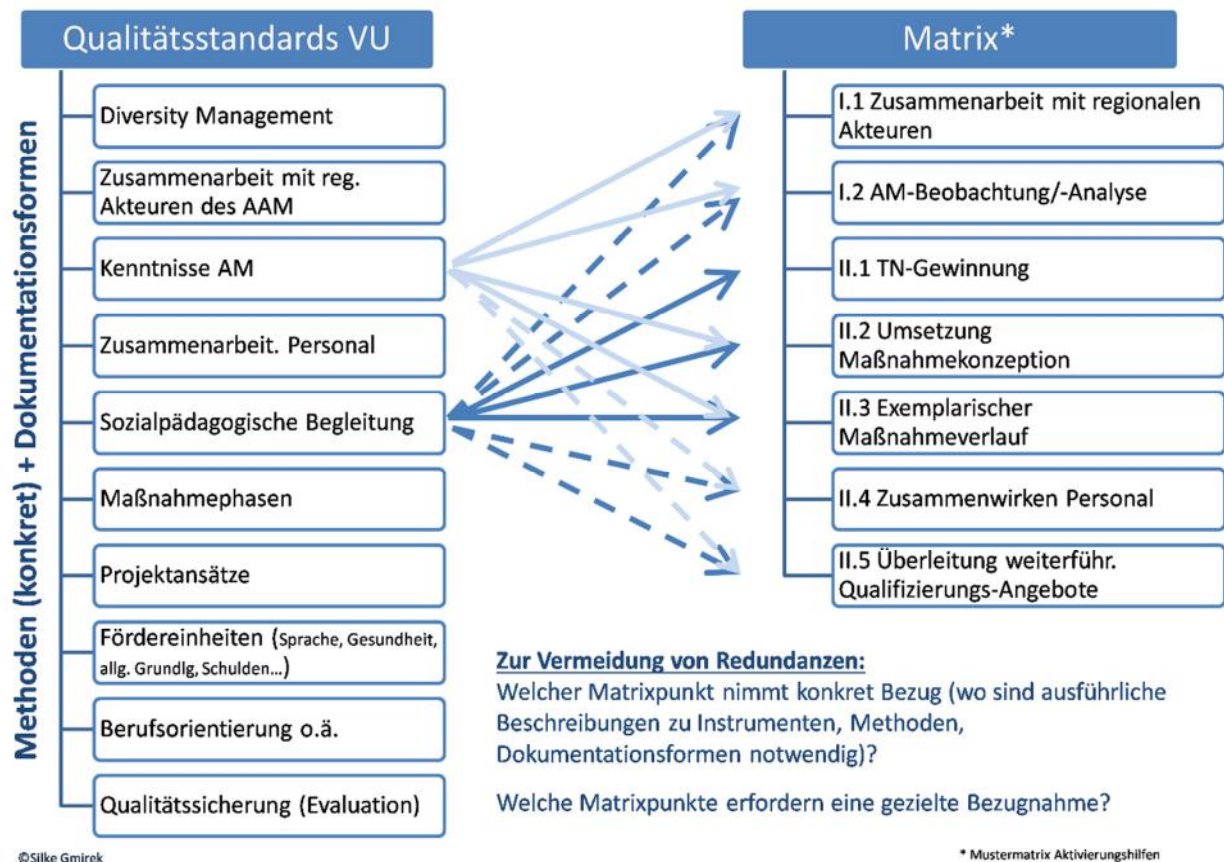 Qualitätsstandards VU
Methoden (konkret) + Dokumentationsformen
Diversity Management
Zusammenarbeit mit reg.
Akteuren des AAM
Kenntnisse AM
Zusammenarbeit. Personal
Sozialpädagogische Begleitung
Maßnahmephasen
Projektansätze
Fördereinheiten (Sprache, Gesundheit,
allg. Grundlg, Schulden...)
Berufsorientierung o.ä.
Qualitätssicherung (Evaluation)
Matrix*
I.1 Zusammenarbeit mit regionalen
Akteuren
I.2 AM-Beobachtung/-Analyse
II.1 TN-Gewinnung
II.2 Umsetzung
Maßnahmekonzeption
II.3 Exemplarischer
Maßnahmeverlauf
II.4 Zusammenwirken Personal
II.5 Überleitung weiterführ.
Qualifizierungs-Angebote
Zur Vermeidung von Redundanzen:
Welcher Matrixpunkt nimmt konkret Bezug (wo sind ausführliche
Beschreibungen zu Instrumenten, Methoden,
Dokumentationsformen notwendig)?
Welche Matrixpunkte erfordern eine gezielte Bezugnahme?
©Silke Gmirek
* Mustermatrix Aktivierungshilfen